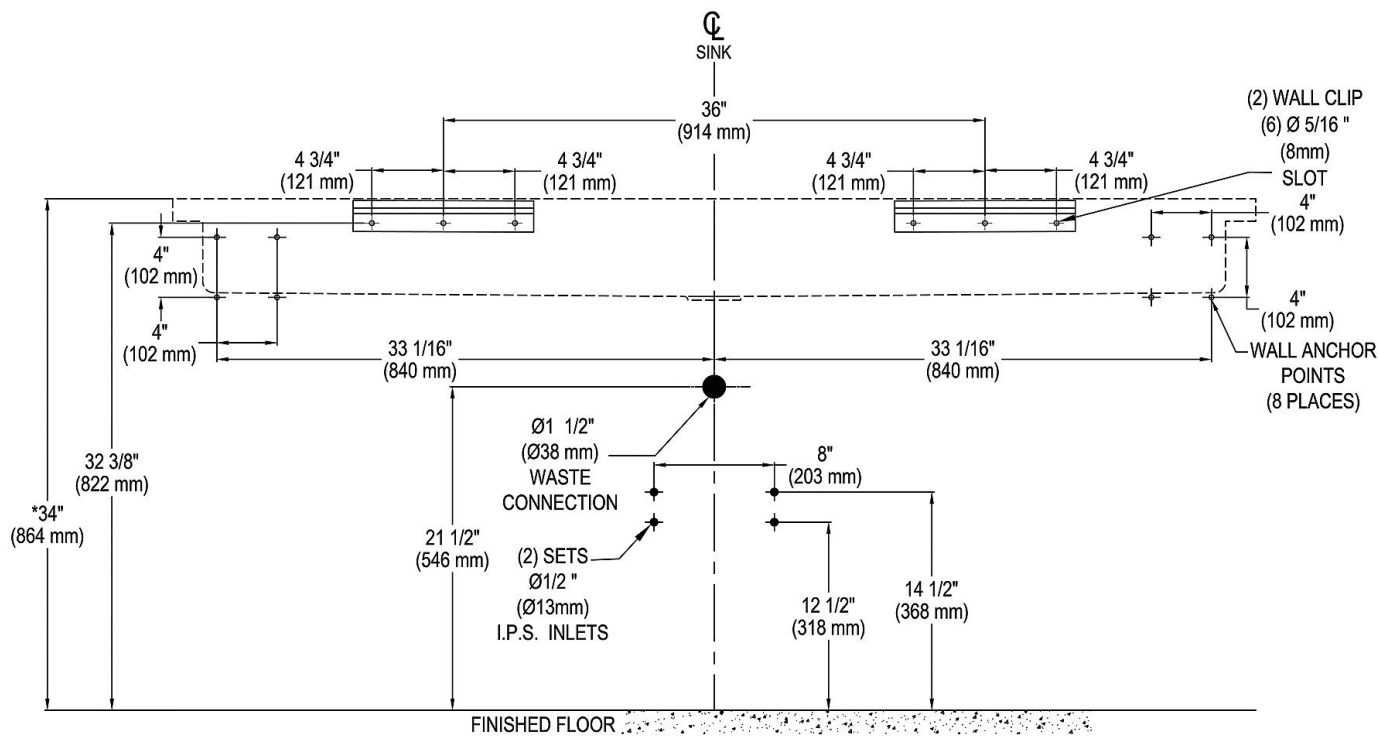 ℄
SINK
36"
(914 mm)
(2) WALL CLIP
(6) Ø 5/16 "
(8mm)
SLOT
4 3/4"
(121 mm)
4 3/4"
(121 mm)
4 3/4"
(121 mm)
4 3/4"
(121 mm)
4"
(102 mm)
4"
(102 mm)
4"
(102 mm)
4"
(102 mm)
33 1/16"
(840 mm)
33 1/16"
(840 mm)
WALL ANCHOR
POINTS
(8 PLACES)
Ø1 1/2"
(Ø38 mm)
WASTE
CONNECTION
8"
(203 mm)
32 3/8"
(822 mm)
*34"
(864 mm)
21 1/2"
(546 mm)
(2) SETS
Ø1/2 "
(Ø13mm)
I.P.S. INLETS
12 1/2"
(318 mm)
14 1/2"
(368 mm)
FINISHED FLOOR